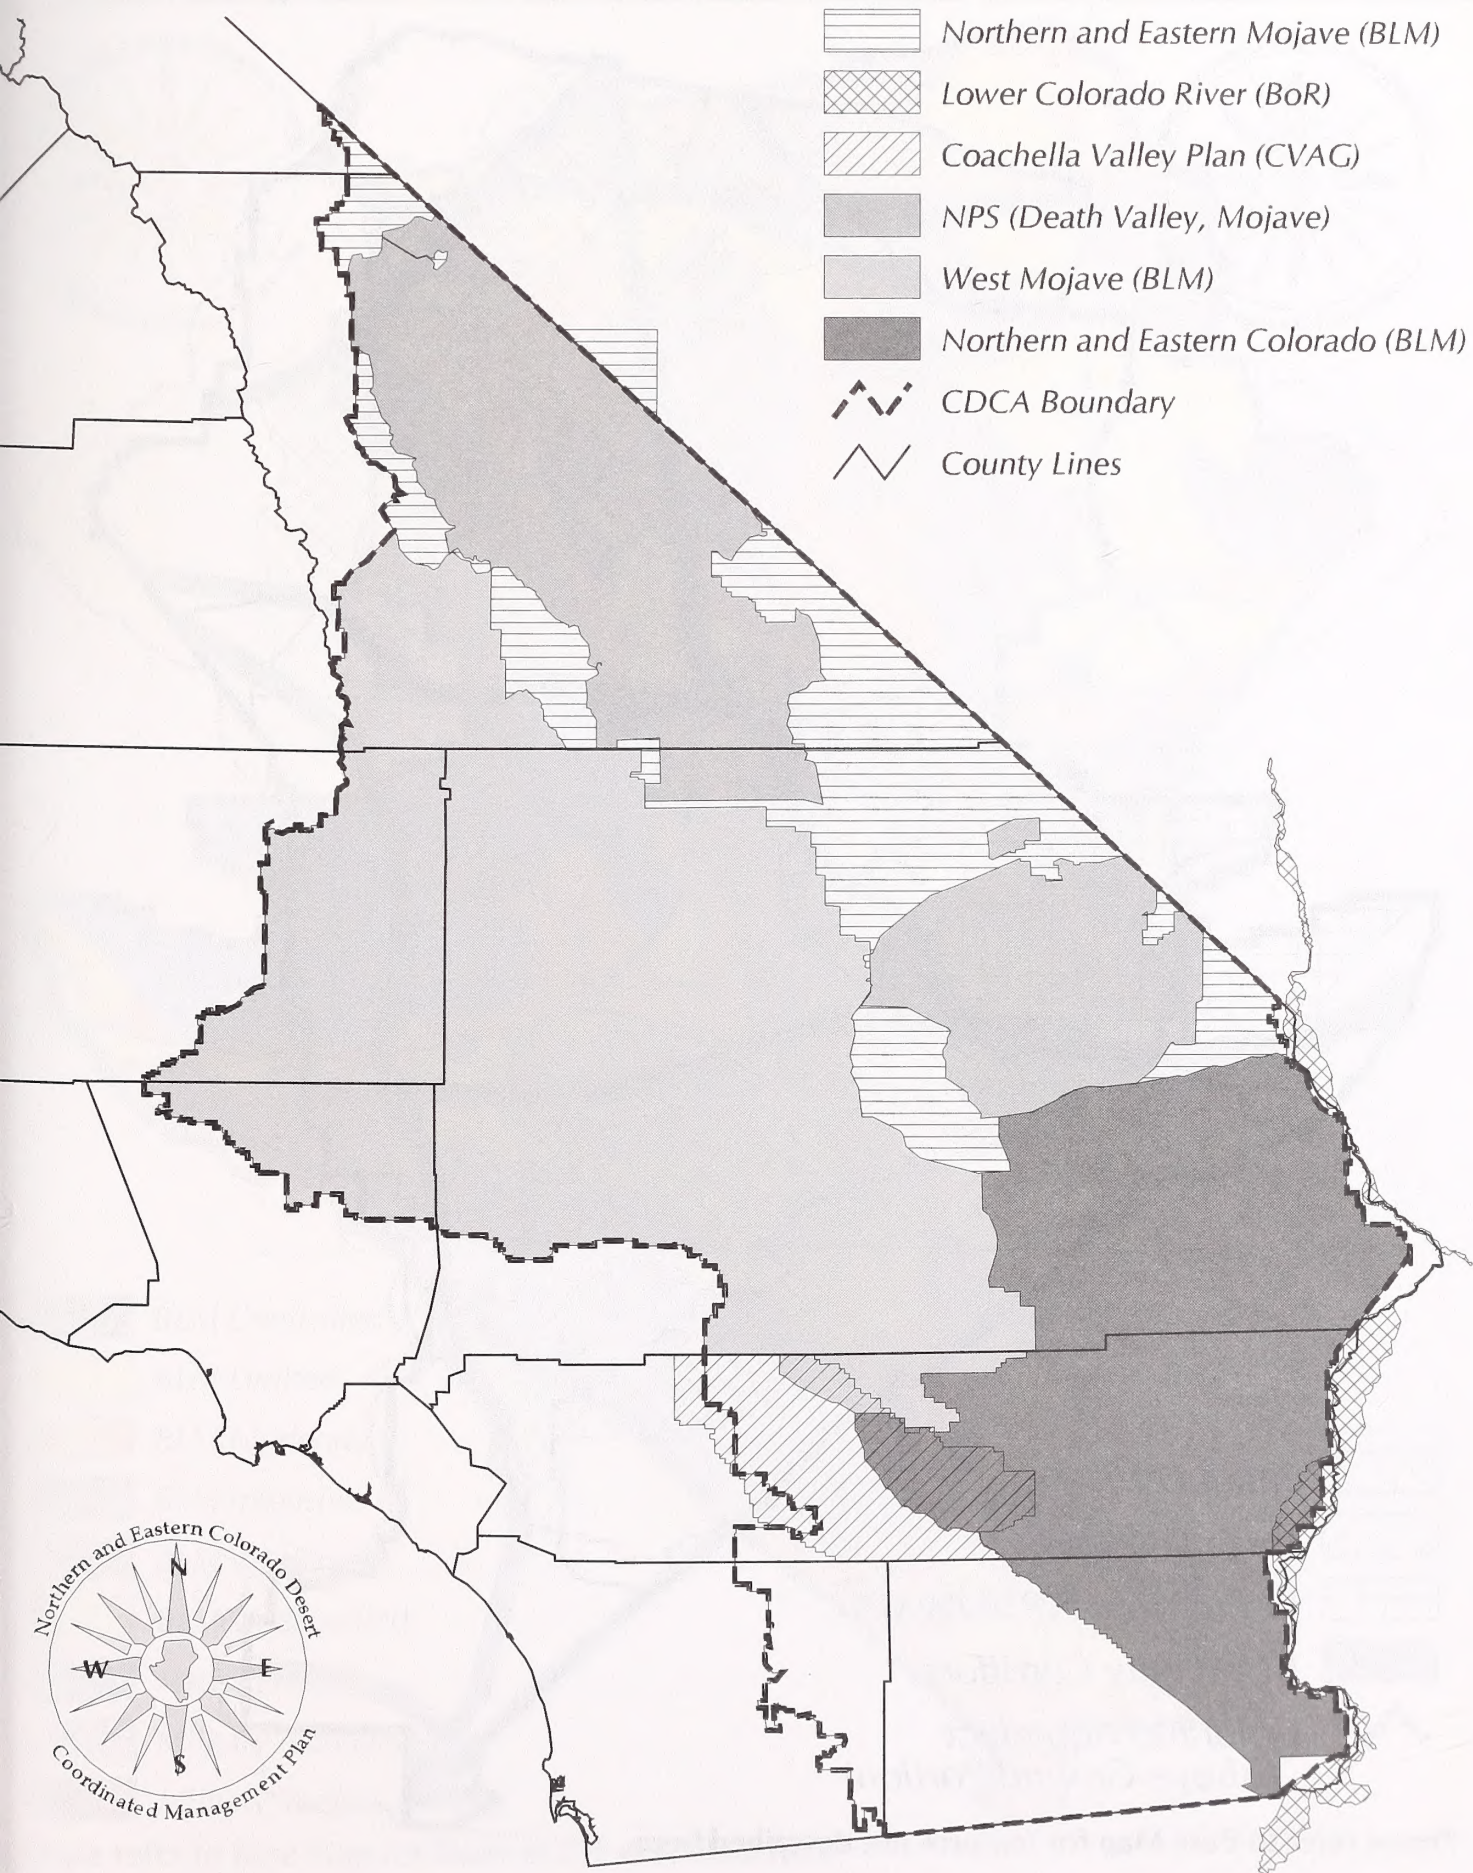 Northern and Eastern Mojave (BLM)
Lower Colorado River (BoR)
Coachella Valley Plan (CVAG)
NPS (Death Valley, Mojave)
West Mojave (BLM)
Northern and Eastern Colorado (BLM)
CDCA Boundary
County Lines
Northern and Eastern Colorado Desert
N
W
E
S
Coordinated Management Plan